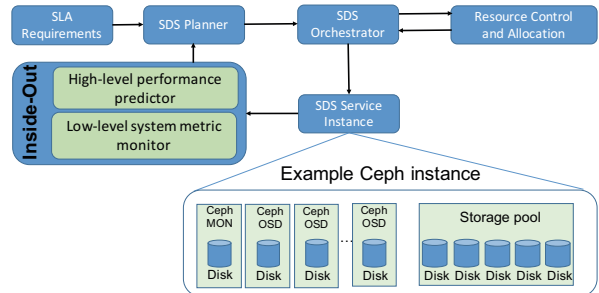 SLA
Requirements
SDS Planner
SDS
Orchestrator
Resource Control
and Allocation
Inside-Out
High-level performance
predictor
Low-level system metric
monitor
SDS Service
Instance
Example Ceph instance
Ceph
MON
Disk
Ceph
OSD
Disk
Ceph
OSD
Disk
...
Ceph
OSD
Disk
Storage pool
Disk Disk Disk Disk Disk